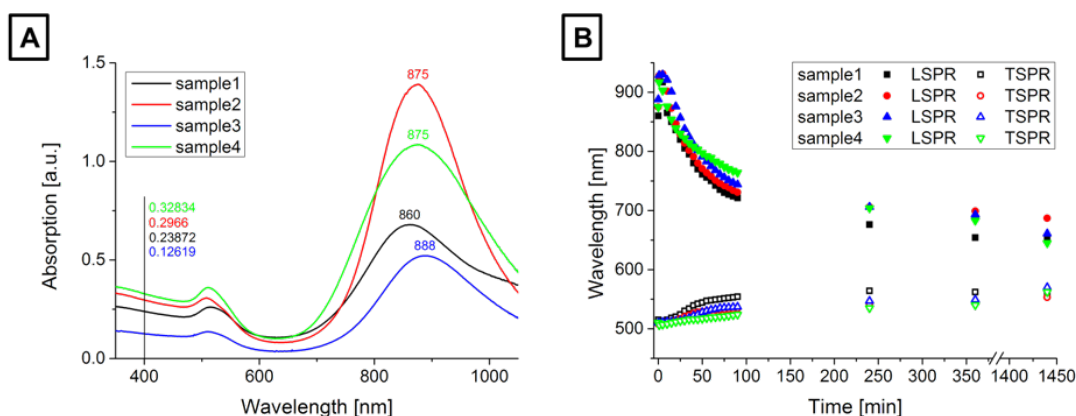 A
Absorption [a.u.]
1.5
1.0
0.5
0.0
sample1
sample2
sample3
sample4
875
875
860
888
0.32834
0.2966
0.23872
0.12619
400 600 800 1000
Wavelength [nm]
B
sample1 LSPR TSPR
sample2 LSPR TSPR
sample3 LSPR TSPR
sample4 LSPR TSPR
Wavelength [nm]
900
800
700
600
500
0 50 100 150 200 250 300 350 1400 1450
Time [min]